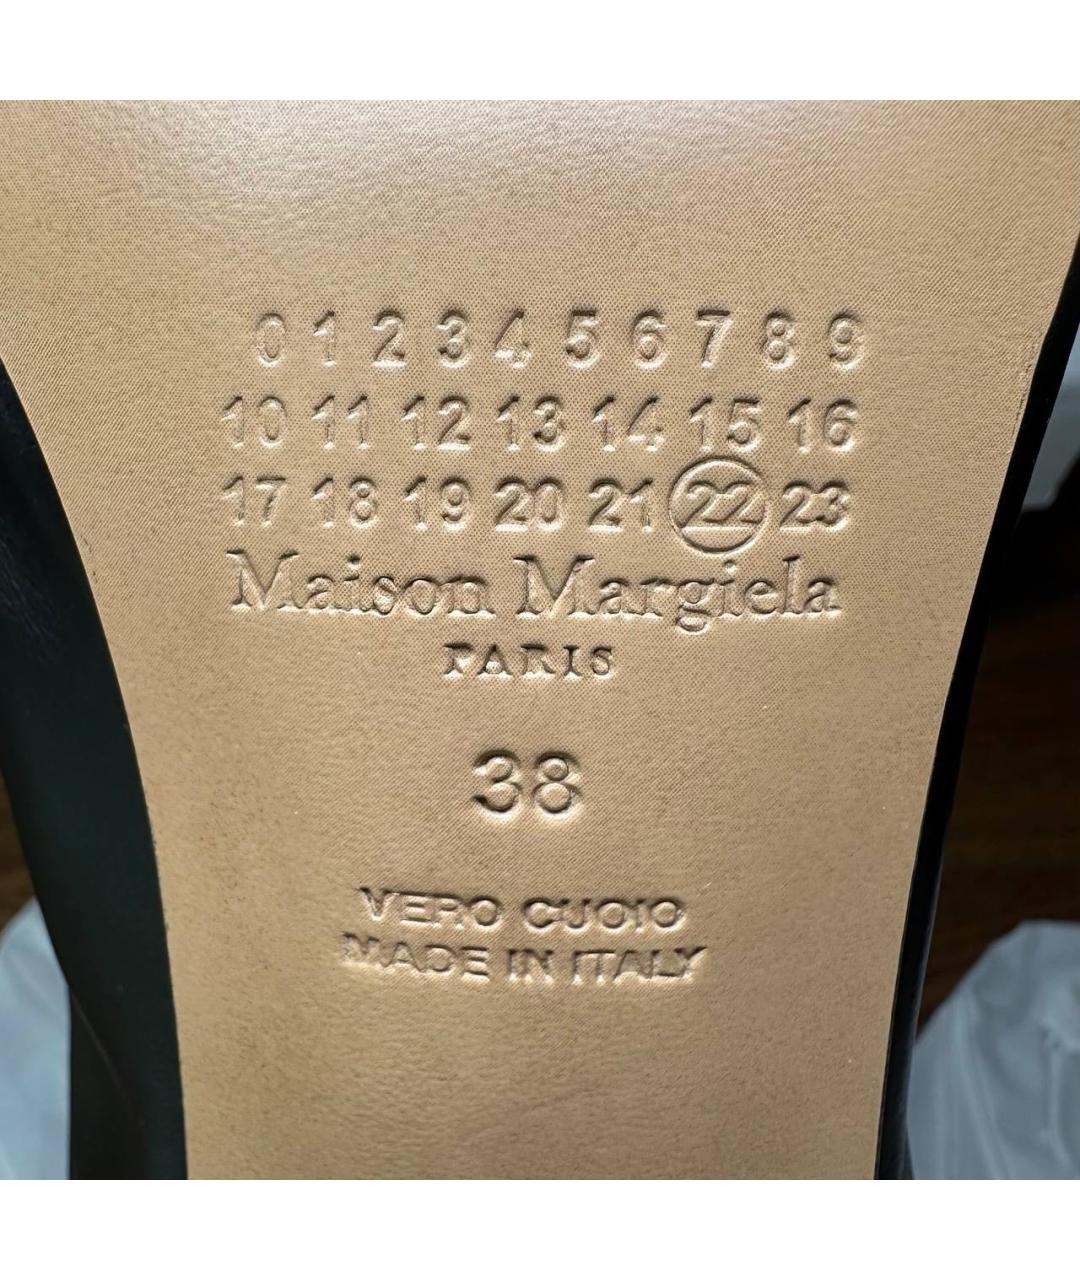 0 1 2 3 4 5 6 7 8 9
10 11 12 13 14 15 16
17 18 19 20 21 22 23
Maison Margiela
PARIS
38
VERO CUOIO
MADE IN ITALY